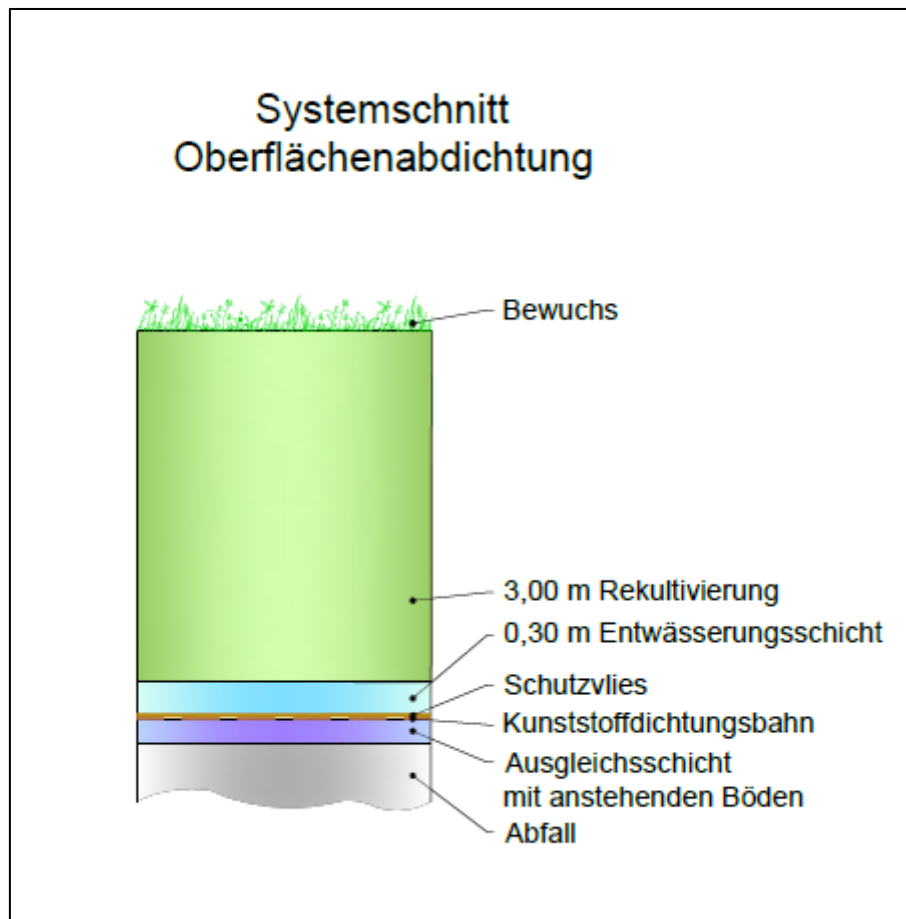 Systemschnitt
Oberflächenabdichtung
Bewuchs
3,00 m Rekultivierung
0,30 m Entwässerungsschicht
Schutzvlies
Kunststoffdichtungsbahn
Ausgleichsschicht
mit anstehenden Böden
Abfall